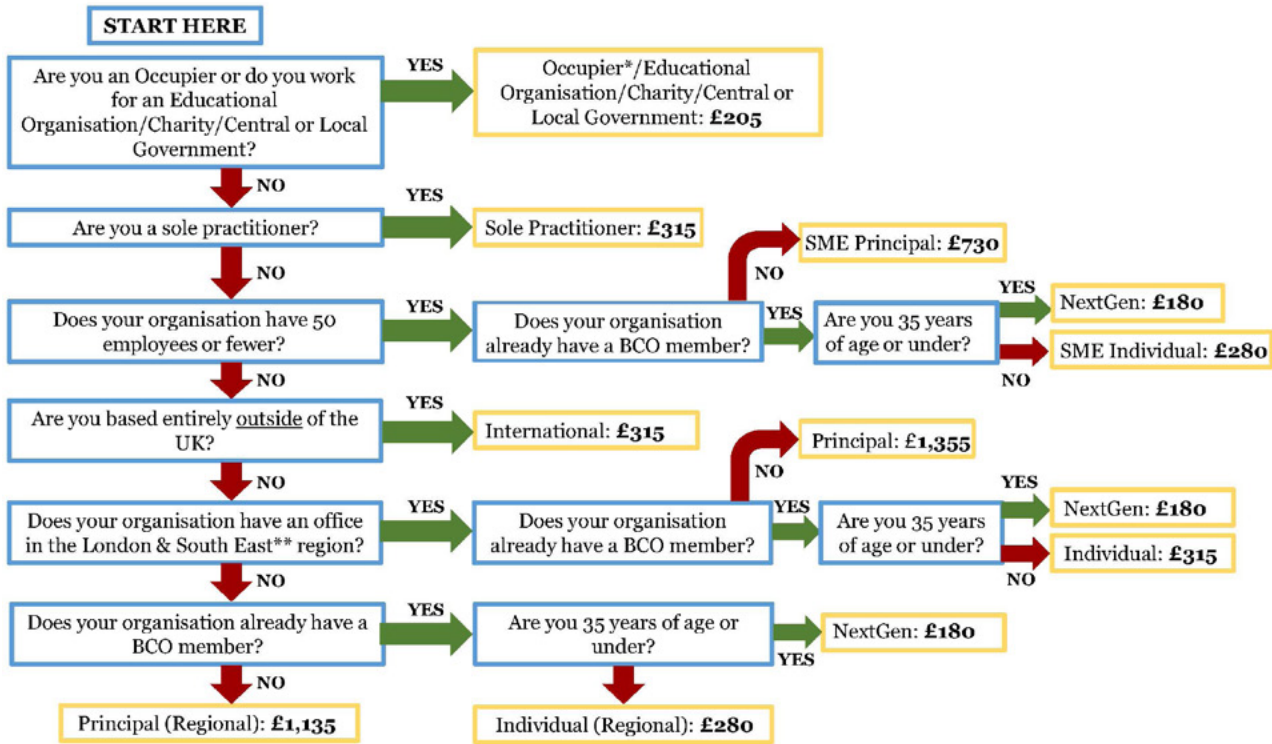 START HERE
Are you an Occupier or do you work
for an Educational
Organisation/Charity/Central or Local
Government?
YES
Occupier*/Educational
Organisation/Charity/Central or
Local Government: £205
NO
Are you a sole practitioner?
YES
Sole Practitioner: £315
NO
Does your organisation have 50
employees or fewer?
YES
Does your organisation
already have a BCO member?
NO
SME Principal: £730
YES
Are you 35 years
of age or under?
YES
NextGen: £180
NO
SME Individual: £280
NO
Are you based entirely outside of the
UK?
YES
International: £315
NO
Does your organisation have an office
in the London & South East** region?
YES
Does your organisation
already have a BCO member?
NO
Principal: £1,355
YES
Are you 35 years
of age or under?
YES
NextGen: £180
NO
Individual: £315
NO
Does your organisation already have a
BCO member?
YES
Are you 35 years of age or
under?
YES
NextGen: £180
NO
Principal (Regional): £1,135
NO
Individual (Regional): £280